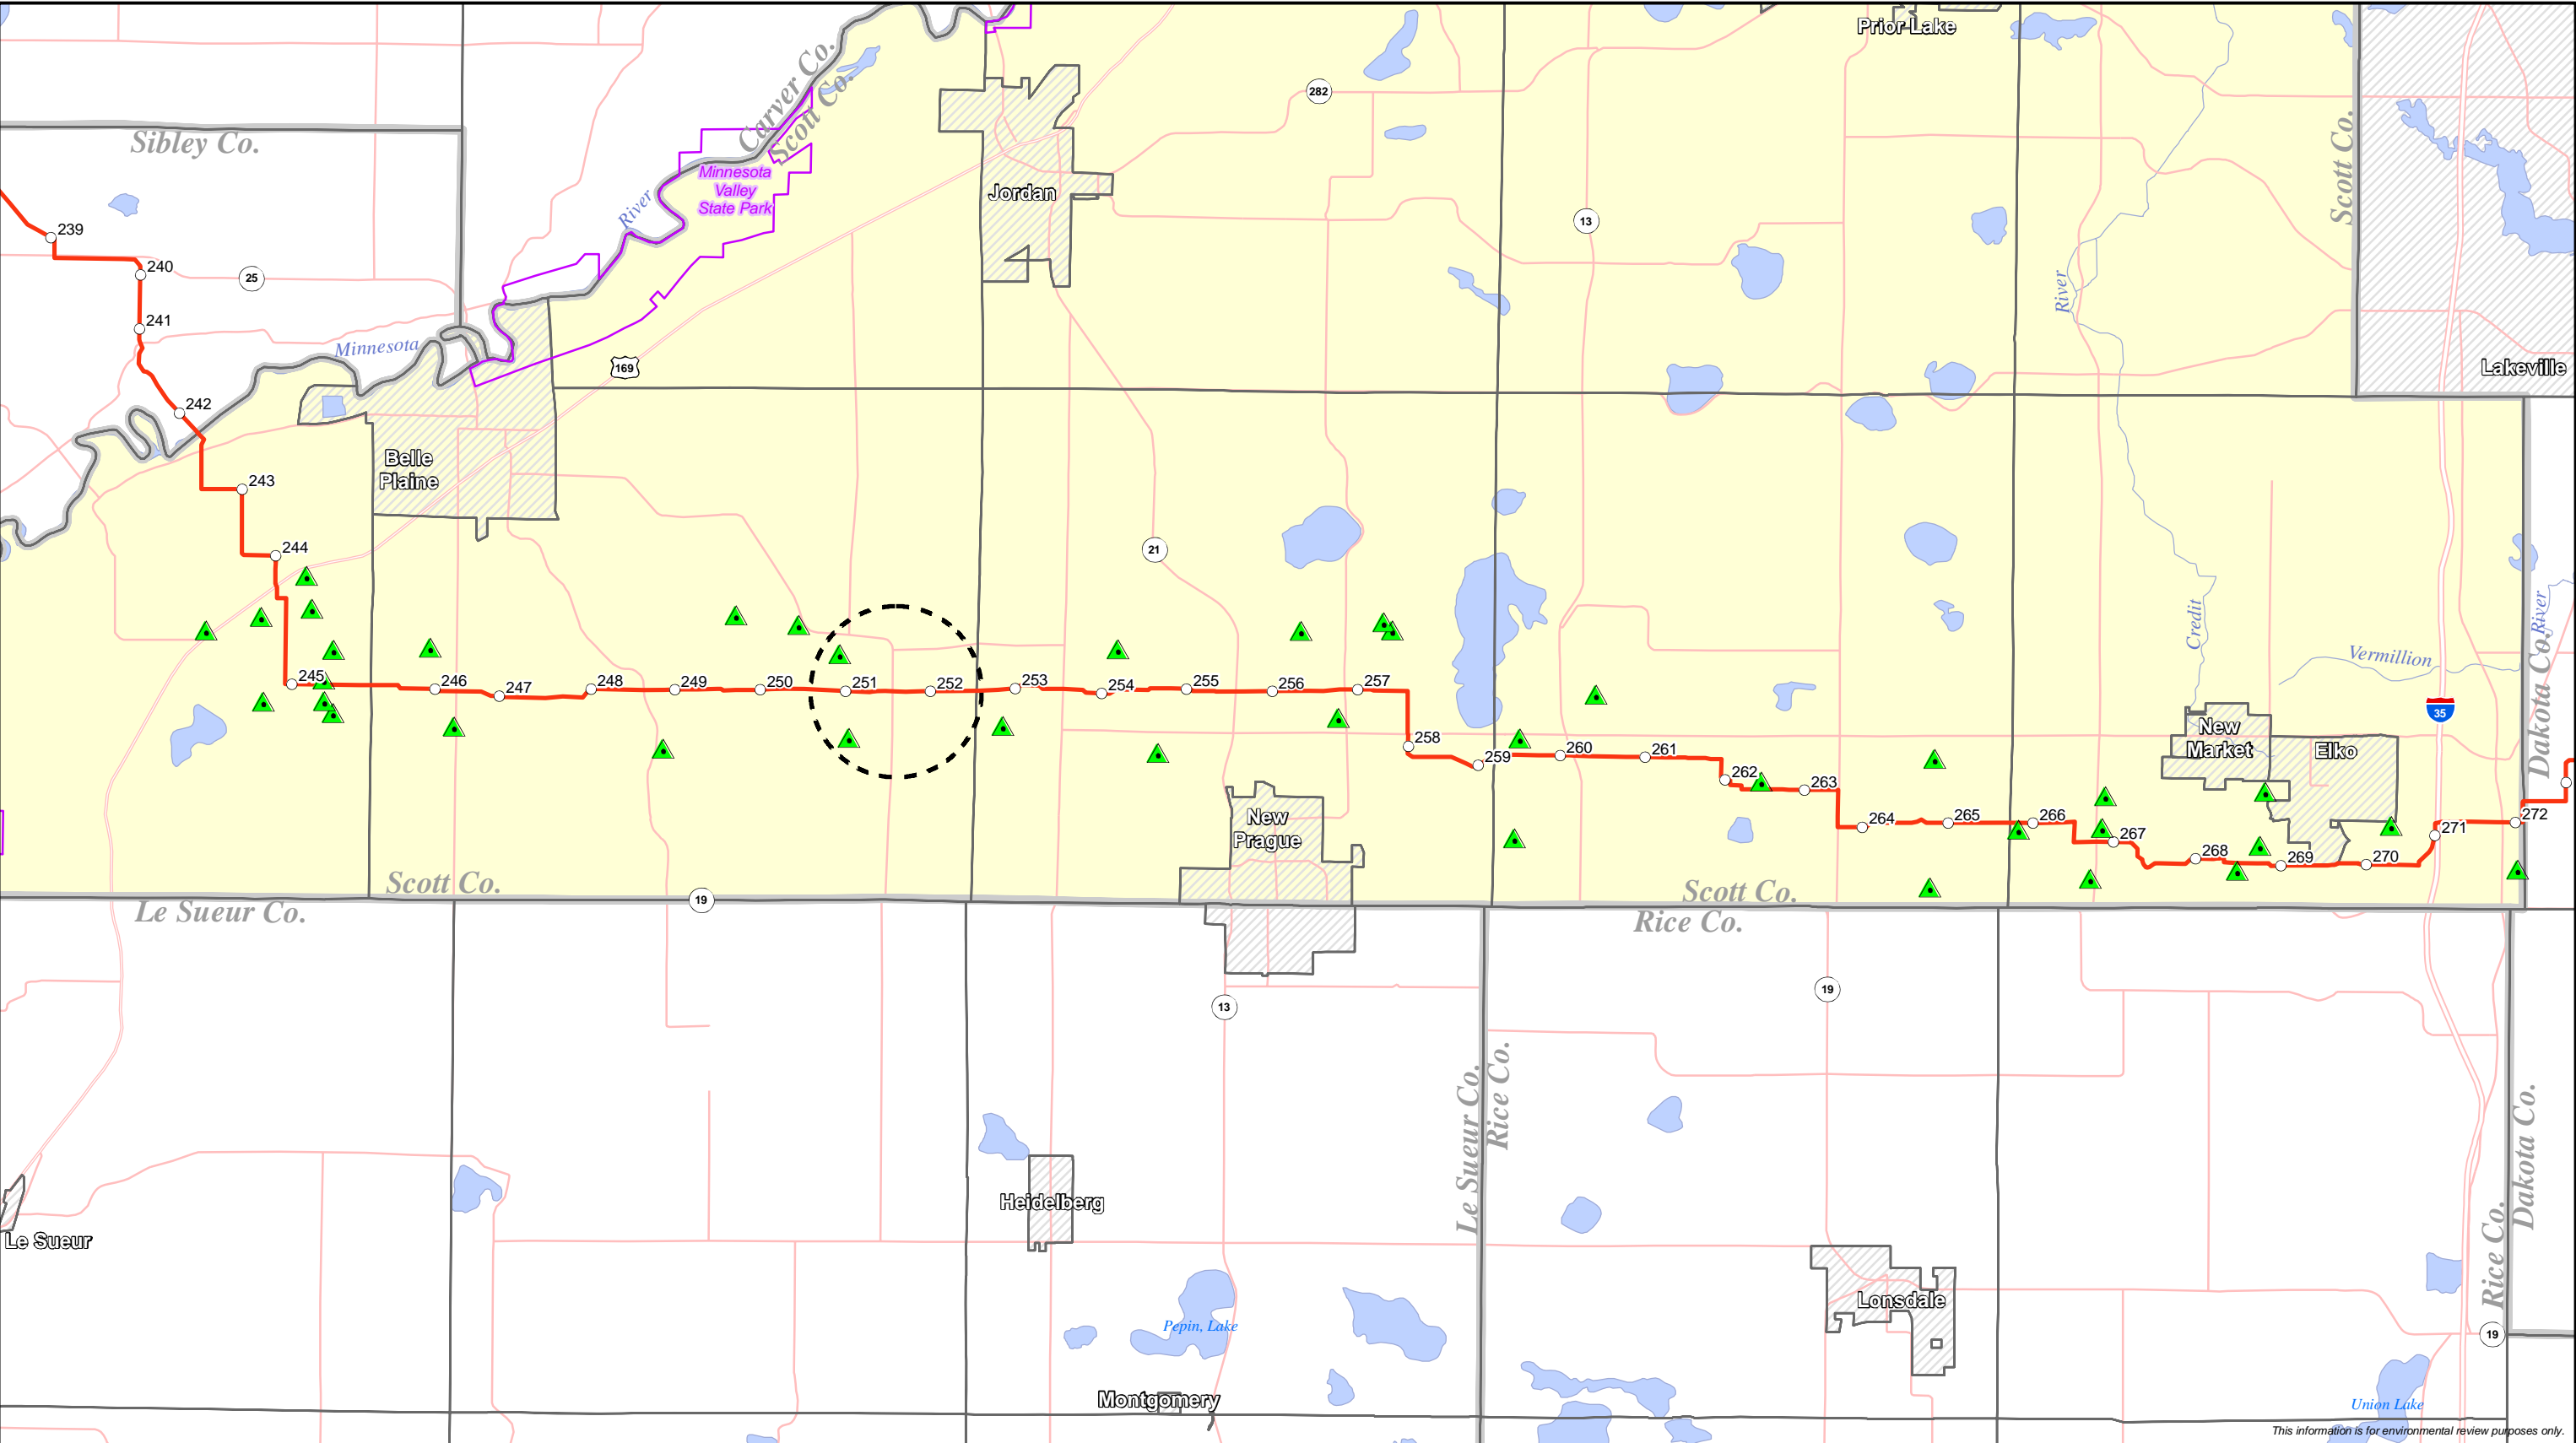 Prior Lake
Carver Co.
Scott Co.
282
Sibley Co.
Minnesota
Valley
State Park
River
Jordan
Scott Co.
13
239
240
25
River
241
Minnesota
169
Lakeville
242
Belle
Plaine
243
244
21
Credit
River
Vermillion
Dakota Co.
245
246
247
248
249
250
251
252
253
254
255
256
257
258
259
260
261
262
263
264
265
266
267
268
269
270
271
272
35
New
Market
Elko
New
Prague
Scott Co.
Le Sueur Co.
19
Scott Co.
Rice Co.
13
19
Le Sueur Co.
Rice Co.
Dakota Co.
Rice Co.
Heidelberg
Le Sueur
Lonsdale
Pepin, Lake
19
Montgomery
Union Lake
This information is for environmental review purposes only.